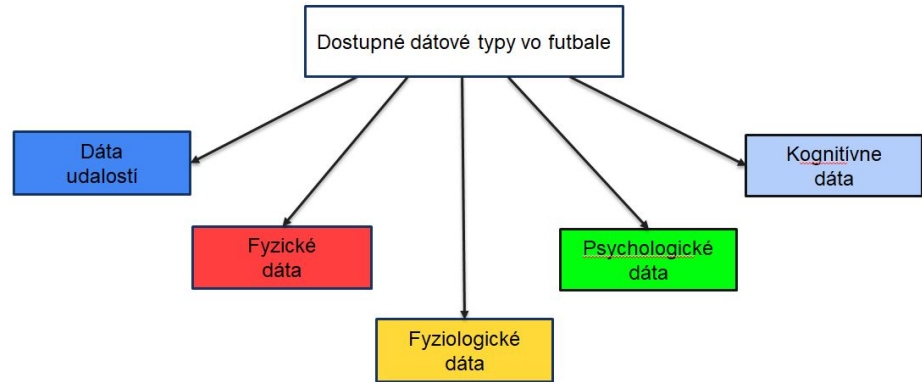 Dostupné dátové typy vo futbale
Dáta
udalostí
Kognitívne
dáta
Fyzické
dáta
Psychologické
dáta
Fyziologické
dáta